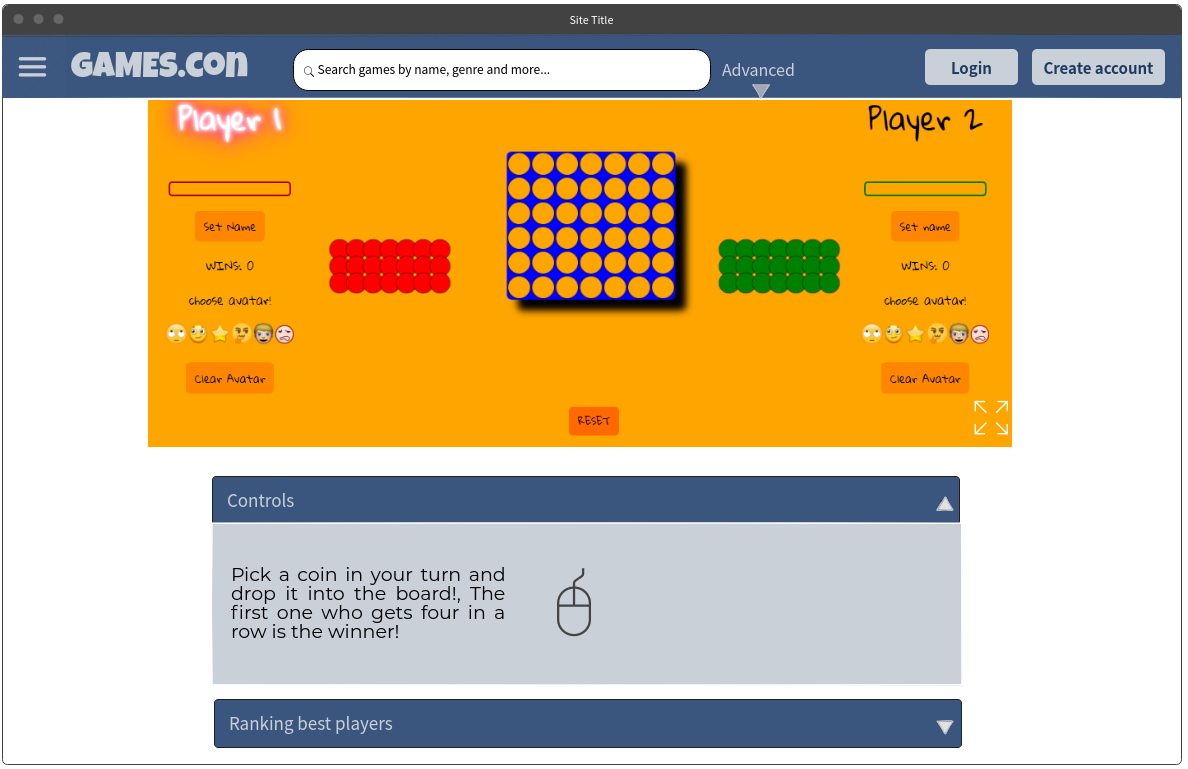 Site Title
GAMES.CON
Search games by name, genre and more...
Advanced
Login
Create account
Player 1
Player 2
Set Name
Set name
WINS: 0
WINS: 0
choose avatar!
choose avatar!
Clear Avatar
Clear Avatar
RESET
Controls
Pick a coin in your turn and
drop it into the board!, The
first one who gets four in a
row is the winner!
Ranking best players